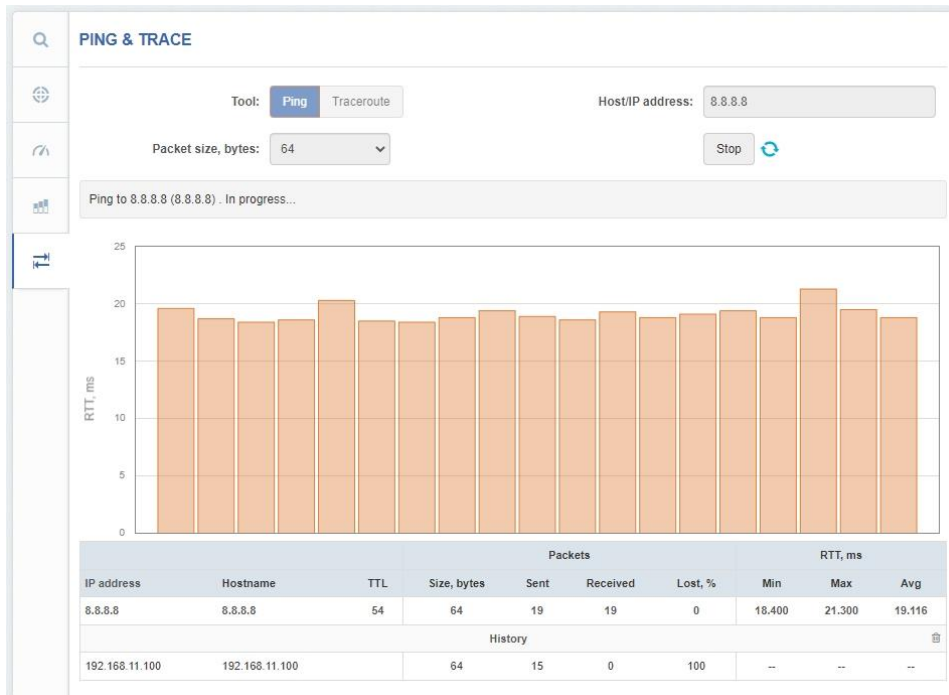 PING & TRACE
Tool: Ping Traceroute Host/IP address: 8.8.8.8
Packet size, bytes: 64 Stop
Ping to 8.8.8.8 (8.8.8.8) . In progress...
25
20
15
10
5
0
RTT, ms
Packets RTT, ms
IP address Hostname TTL Size, bytes Sent Received Lost, % Min Max Avg
8.8.8.8 8.8.8.8 54 64 19 19 0 18.400 21.300 19.116
History
192.168.11.100 192.168.11.100 64 15 0 100 -- -- --